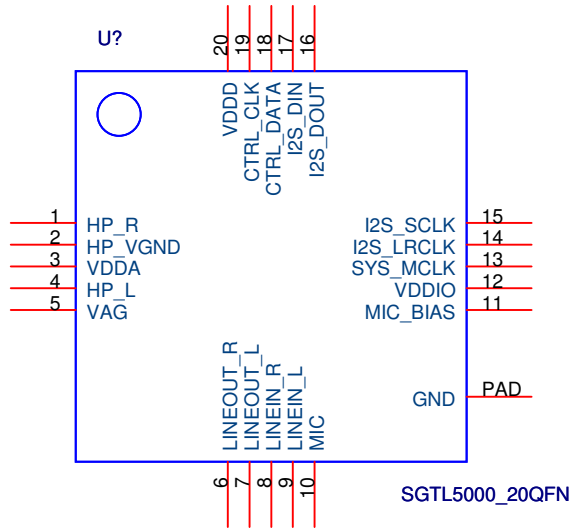 U?
20 VDDD
19 CTRL_CLK
18 CTRL_DATA
17 I2S_DIN
16 I2S_DOUT
1 HP_R
2 HP_VGND
3 VDDA
4 HP_L
5 VAG
I2S_SCLK 15
I2S_LRCLK 14
SYS_MCLK 13
VDDIO 12
MIC_BIAS 11
GND PAD
6 LINEOUT_R
7 LINEOUT_L
8 LINEIN_R
9 LINEIN_L
10 MIC
SGTL5000_20QFN